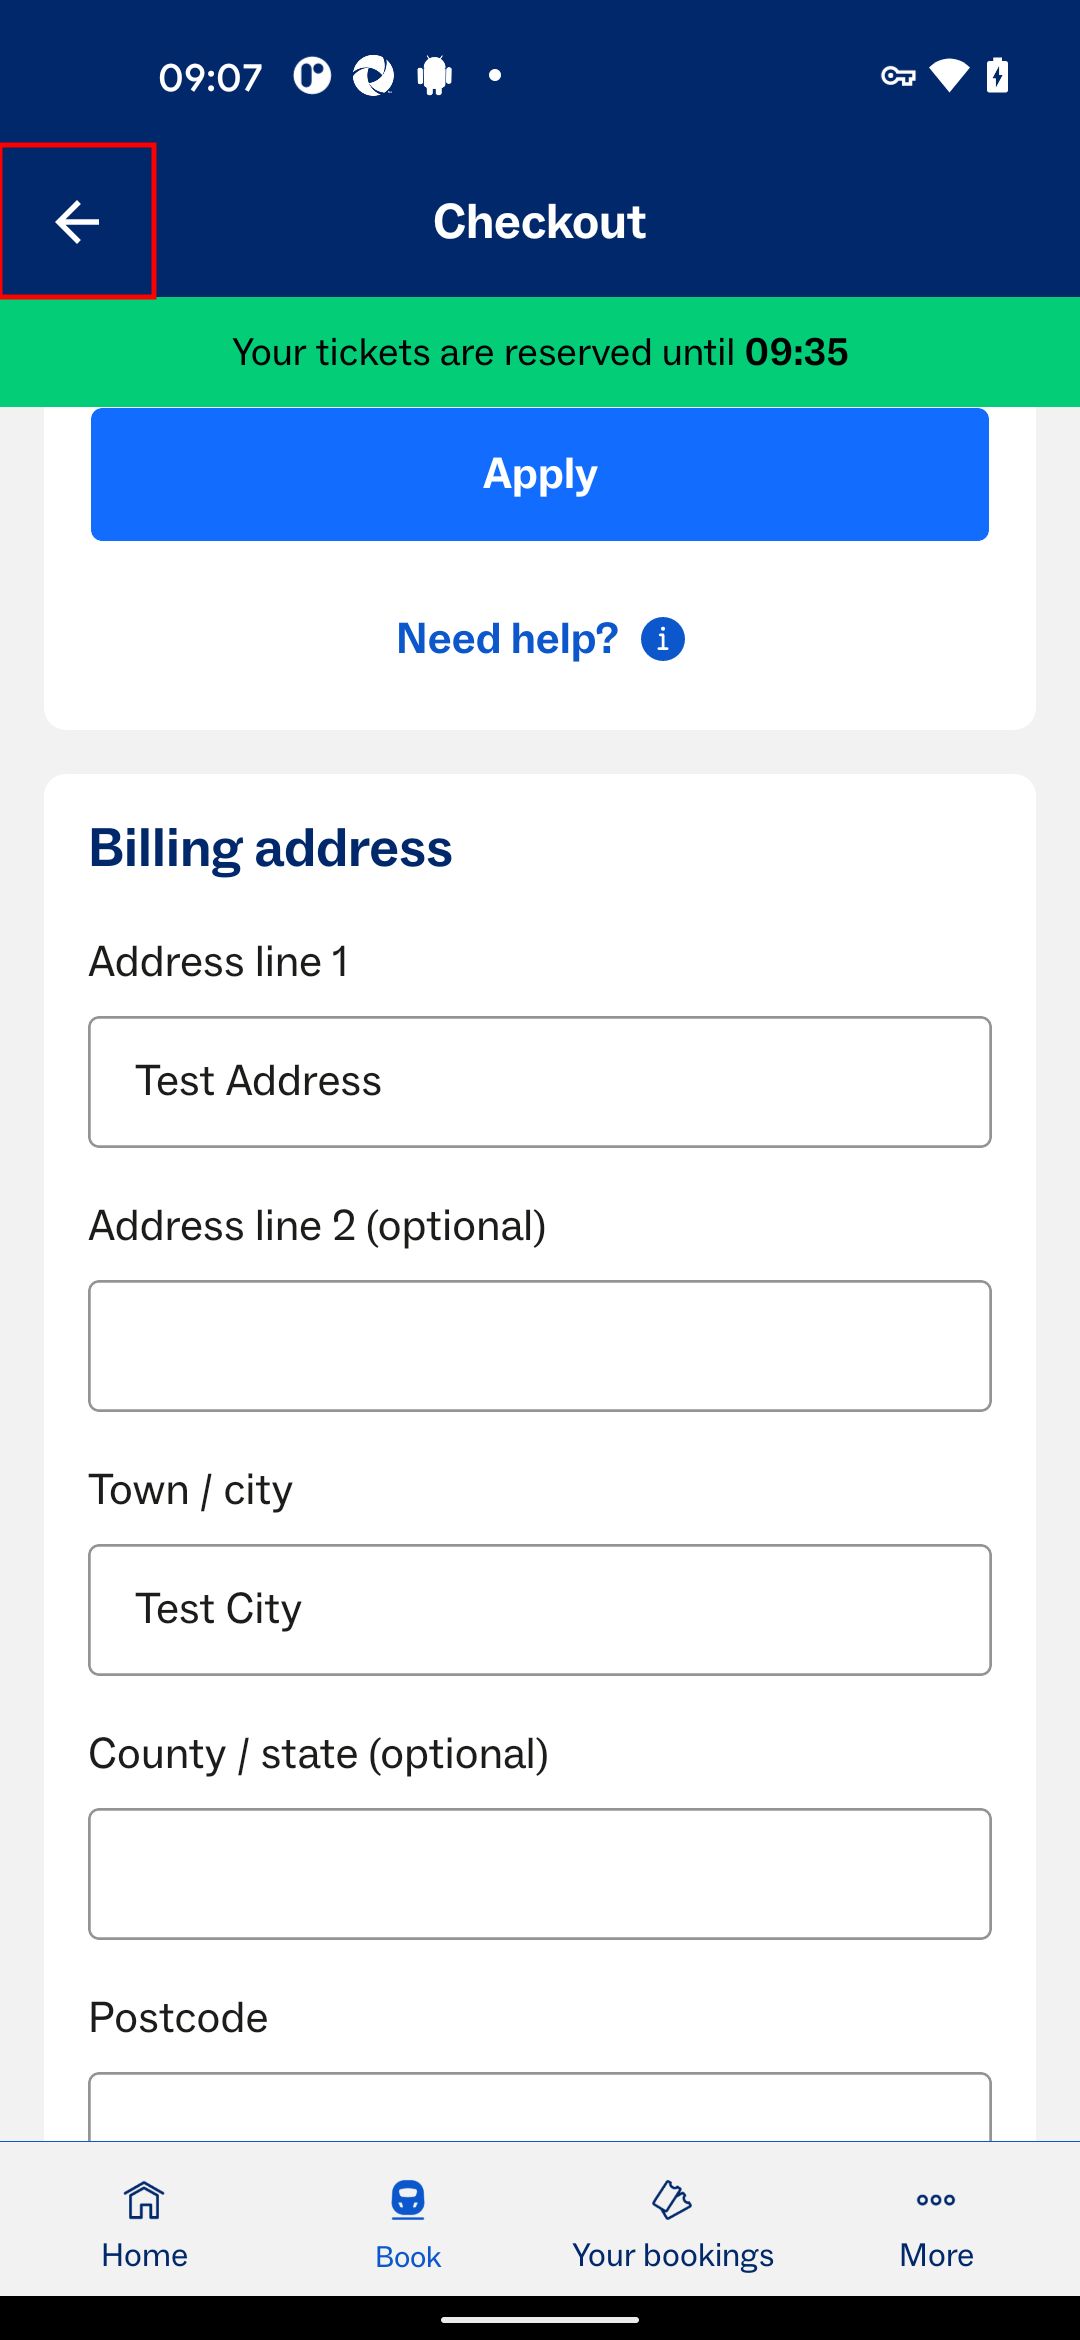 09:07
Checkout
Your tickets are reserved until 09:35
Apply
Need help?
Billing address
Address line 1
Test Address
Address line 2 (optional)
Town / city
Test City
County / state (optional)
Postcode
Home
Book
Your bookings
More